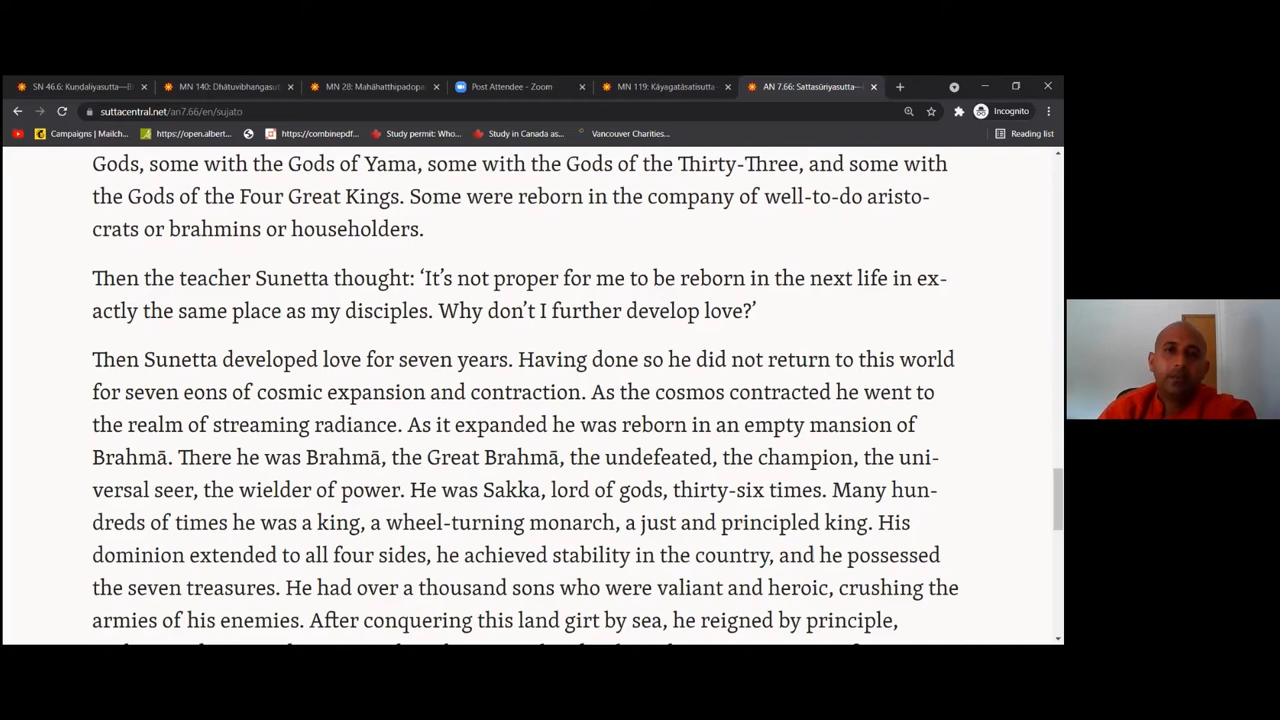 SN 46.6: Kuṇḍaliyasutta—B
MN 140: Dhātuvibhaṅgasut
MN 28: Mahāhatthipadopa
Post Attendee - Zoom
MN 119: Kāyagatāsatisutta
AN 7.66: Sattasūriyasutta—
suttacentral.net/an7.66/en/sujato
Incognito
Campaigns | Mailch...
https://open.albert...
https://combinepdf...
Study permit: Who...
Study in Canada as...
Vancouver Charities...
Reading list
Gods, some with the Gods of Yama, some with the Gods of the Thirty-Three, and some with
the Gods of the Four Great Kings. Some were reborn in the company of well-to-do aristo-
crats or brahmins or householders.
Then the teacher Sunetta thought: ‘It’s not proper for me to be reborn in the next life in ex-
actly the same place as my disciples. Why don’t I further develop love?’
Then Sunetta developed love for seven years. Having done so he did not return to this world
for seven eons of cosmic expansion and contraction. As the cosmos contracted he went to
the realm of streaming radiance. As it expanded he was reborn in an empty mansion of
Brahmā. There he was Brahmā, the Great Brahmā, the undefeated, the champion, the uni-
versal seer, the wielder of power. He was Sakka, lord of gods, thirty-six times. Many hun-
dreds of times he was a king, a wheel-turning monarch, a just and principled king. His
dominion extended to all four sides, he achieved stability in the country, and he possessed
the seven treasures. He had over a thousand sons who were valiant and heroic, crushing the
armies of his enemies. After conquering this land girt by sea, he reigned by principle,